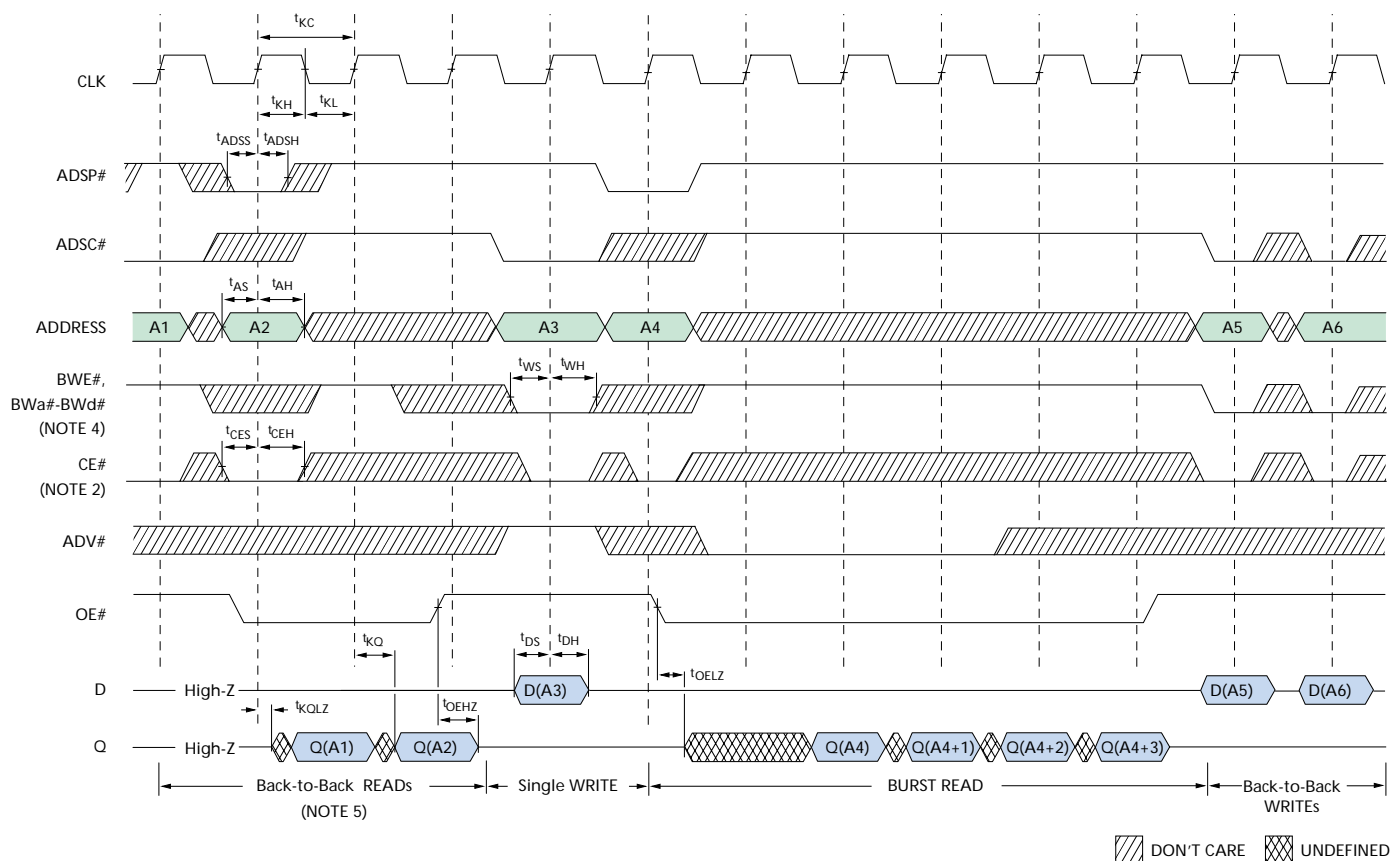 tKC
CLK
tKH
tKL
tADSS
tADSH
ADSP#
ADSC#
tAS
tAH
ADDRESS
A1
A2
A3
A4
A5
A6
BWE#,
BWa#-BWd#
(NOTE 4)
tWS
tWH
tCES
tCEH
CE#
(NOTE 2)
ADV#
OE#
tKQ
tDS
tDH
tOELZ
D
High-Z
D(A3)
D(A5)
D(A6)
tKQLZ
tOEHZ
Q
High-Z
Q(A1)
Q(A2)
Q(A4)
Q(A4+1)
Q(A4+2)
Q(A4+3)
Back-to-Back READs
(NOTE 5)
Single WRITE
BURST READ
Back-to-Back
WRITEs
DON'T CARE
UNDEFINED